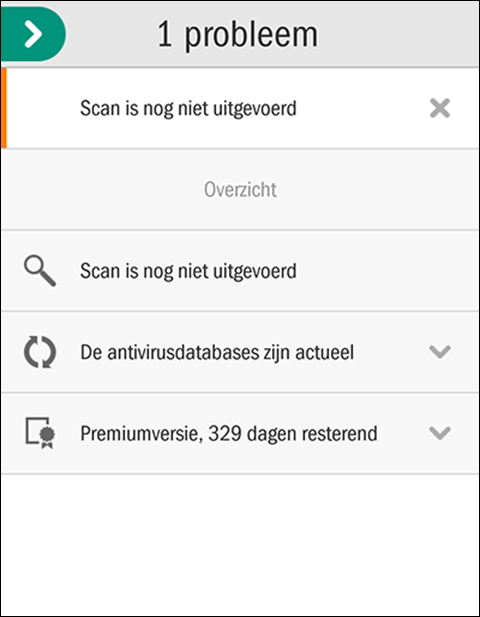 1 probleem
Scan is nog niet uitgevoerd
Overzicht
Scan is nog niet uitgevoerd
De antivirusdatabases zijn actueel
Premiumversie, 329 dagen resterend